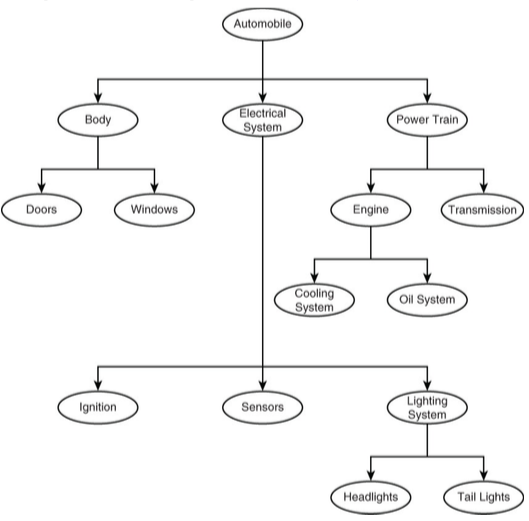 Automobile
Body
Electrical
System
Power Train
Doors
Windows
Engine
Transmission
Cooling
System
Oil System
Ignition
Sensors
Lighting
System
Headlights
Tail Lights